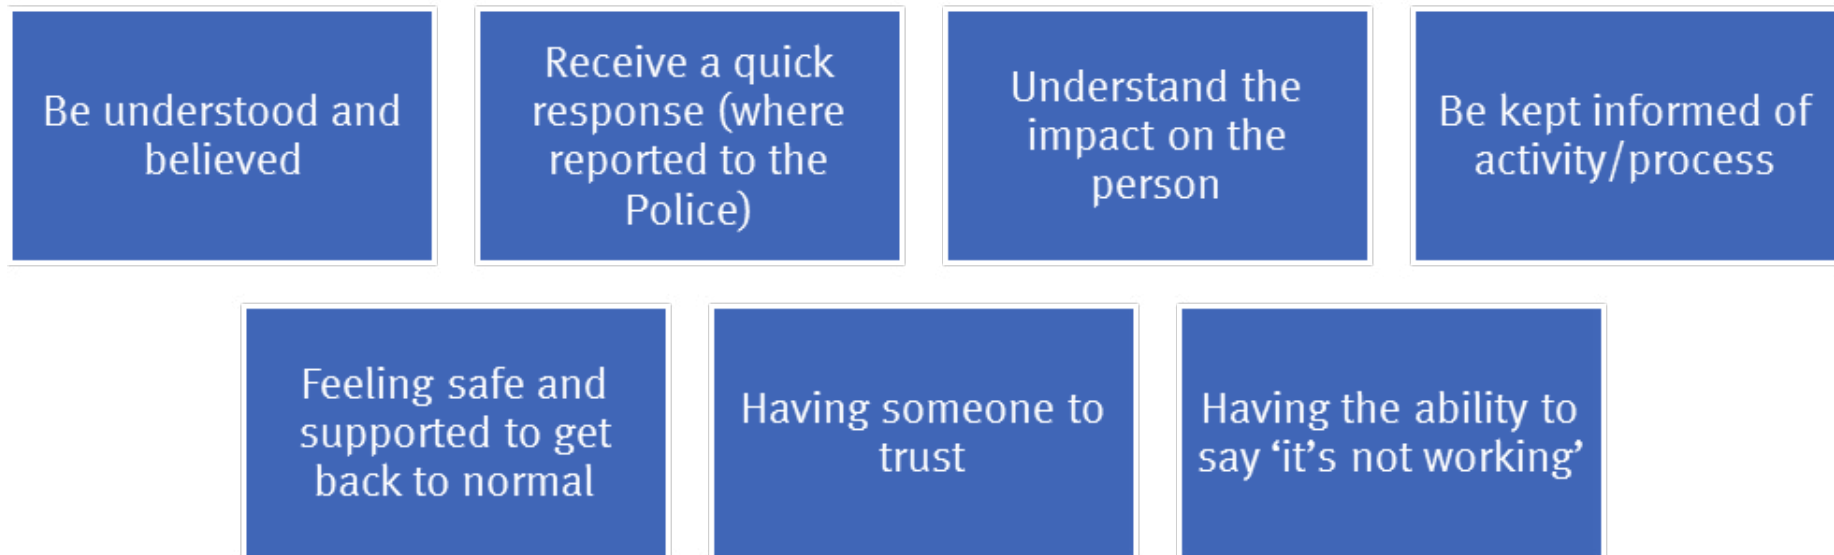 Be understood and
believed
Receive a quick
response (where
reported to the
Police)
Understand the
impact on the
person
Be kept informed of
activity/process
Feeling safe and
supported to get
back to normal
Having someone to
trust
Having the ability to
say ‘it’s not working’